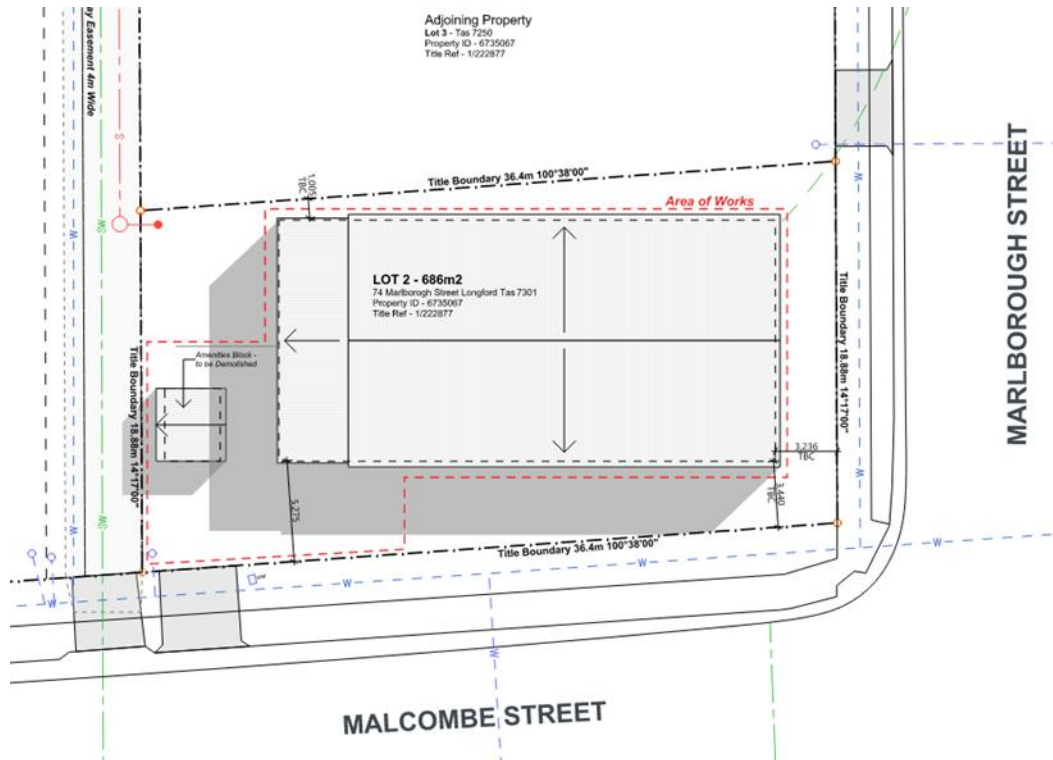 Adjoining Property
Lot 3 - Tas 7250
Property ID - 6735067
Title Ref - 1/222877
ay Easement 4m Wide
S
W
W
SW
SW
Title Boundary 36.4m 100°38'00"
1,005
TBC
Area of Works
LOT 2 - 686m2
74 Marlborogh Street Longford Tas 7301
Property ID - 6735067
Title Ref - 1/222877
Amenities Block -
to be Demolished
Title Boundary 18.88m 14°17'00"
Title Boundary 18.88m 14°17'00"
3,236
TBC
3,440
TBC
5,275
Title Boundary 36.4m 100°38'00"
W
W
W
W
W
W
W
MARLBOROUGH STREET
MALCOMBE STREET